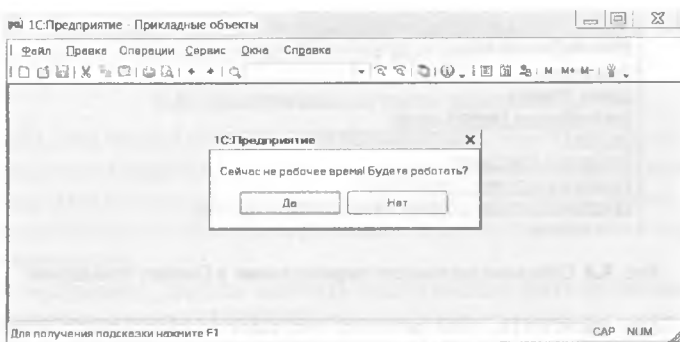 1С:Предприятие - Прикладные объекты
Файл Правка Операции Сервис Окна Справка
M M+ M-
1С:Предприятие
Сейчас не рабочее время! Будете работать?
Да Нет
Для получения подсказки нажмите F1 CAP NUM